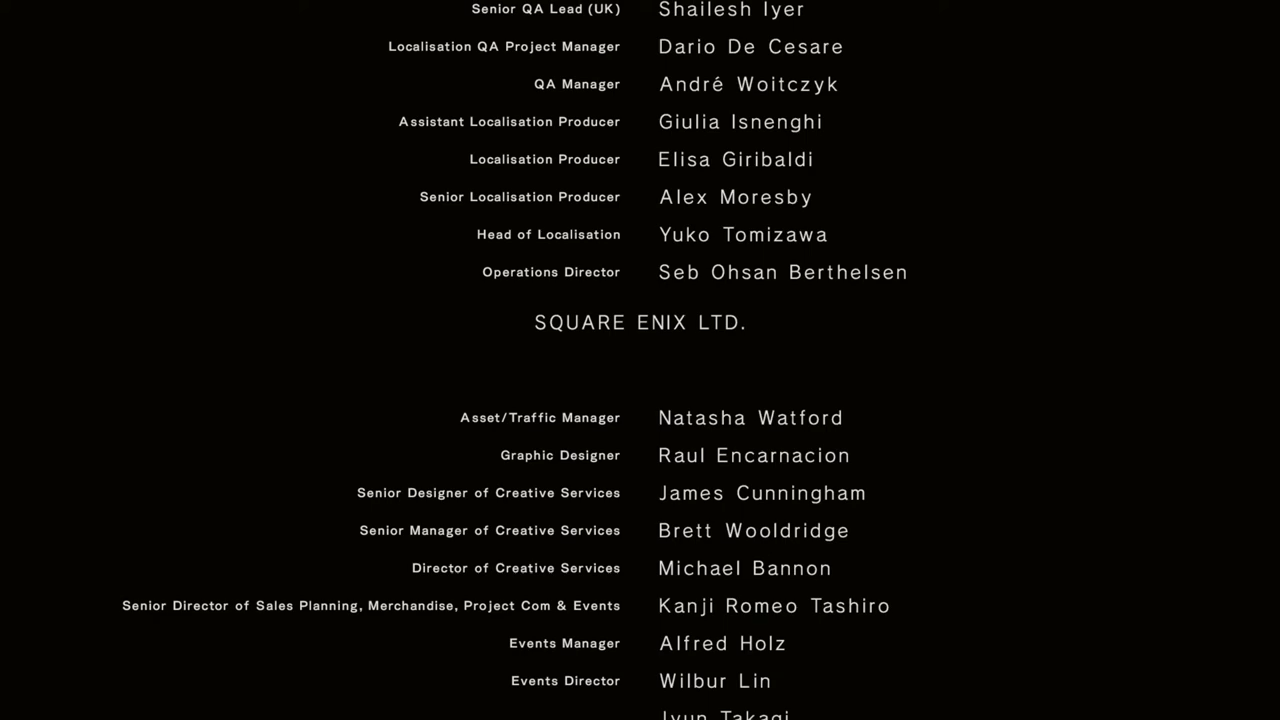 Senior QA Lead (UK) Shailesh Iyer
Localisation QA Project Manager Dario De Cesare
QA Manager André Woitczyk
Assistant Localisation Producer Giulia Isnenghi
Localisation Producer Elisa Giribaldi
Senior Localisation Producer Alex Moresby
Head of Localisation Yuko Tomizawa
Operations Director Seb Ohsan Berthelsen
SQUARE ENIX LTD.
Asset/Traffic Manager Natasha Watford
Graphic Designer Raul Encarnacion
Senior Designer of Creative Services James Cunningham
Senior Manager of Creative Services Brett Wooldridge
Director of Creative Services Michael Bannon
Senior Director of Sales Planning, Merchandise, Project Com & Events Kanji Romeo Tashiro
Events Manager Alfred Holz
Events Director Wilbur Lin
Takagi